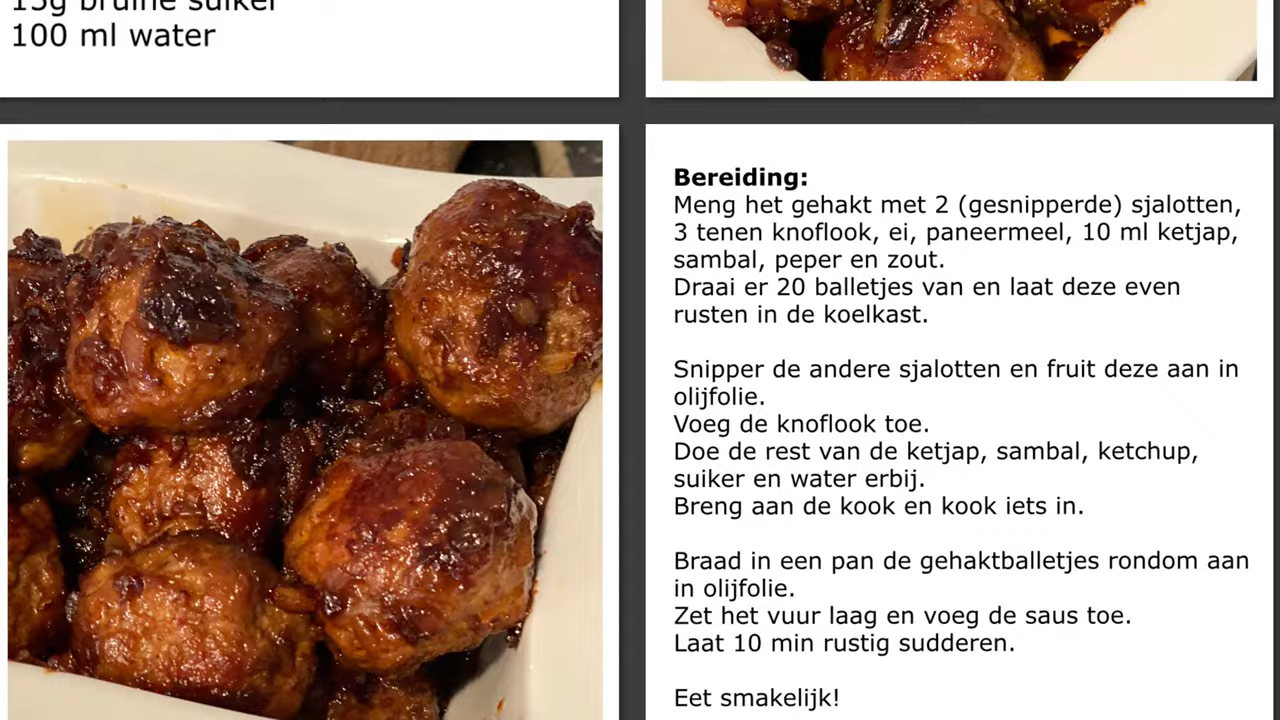 15g bruine suiker
100 ml water
Bereiding:
Meng het gehakt met 2 (gesnipperde) sjalotten,
3 tenen knoflook, ei, paneermeel, 10 ml ketjap,
sambal, peper en zout.
Draai er 20 balletjes van en laat deze even
rusten in de koelkast.
Snipper de andere sjalotten en fruit deze aan in
olijfolie.
Voeg de knoflook toe.
Doe de rest van de ketjap, sambal, ketchup,
suiker en water erbij.
Breng aan de kook en kook iets in.
Braad in een pan de gehaktballetjes rondom aan
in olijfolie.
Zet het vuur laag en voeg de saus toe.
Laat 10 min rustig sudderen.
Eet smakelijk!